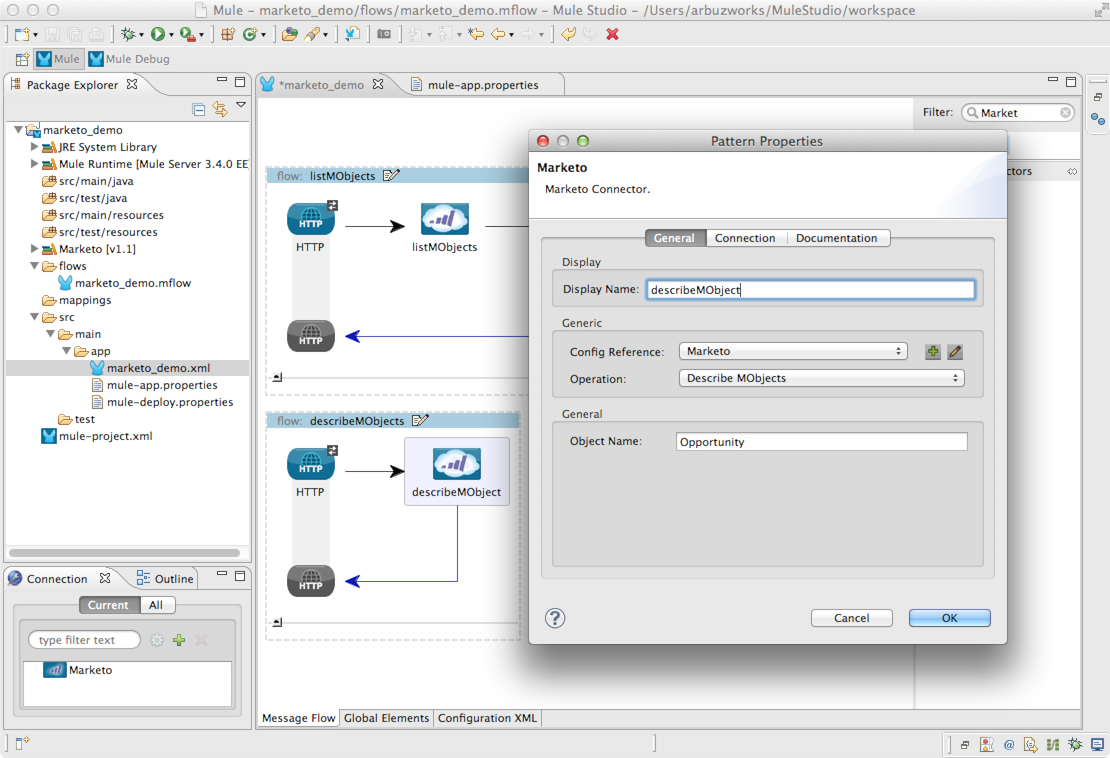 Mule – marketo_demo/flows/marketo_demo.mflow – Mule Studio – /Users/arbuzworks/MuleStudio/workspace
Mule
Mule Debug
Package Explorer
marketo_demo
JRE System Library
Mule Runtime [Mule Server 3.4.0 EE
src/main/java
src/test/java
src/main/resources
src/test/resources
Marketo [v1.1]
flows
marketo_demo.mflow
mappings
src
main
app
marketo_demo.xml
mule-app.properties
mule-deploy.properties
test
mule-project.xml
Connection
Outline
Current
All
type filter text
Marketo
*marketo_demo
mule-app.properties
Filter:
Market
ctors
flow: listMObjects
HTTP
HTTP
listMObjects
HTTP
flow: describeMObjects
HTTP
HTTP
describeMObject
HTTP
Message Flow
Global Elements
Configuration XML
Pattern Properties
Marketo
Marketo Connector.
General
Connection
Documentation
Display
Display Name:
describeMObject
Generic
Config Reference:
Marketo
Operation:
Describe MObjects
General
Object Name:
Opportunity
?
Cancel
OK
@